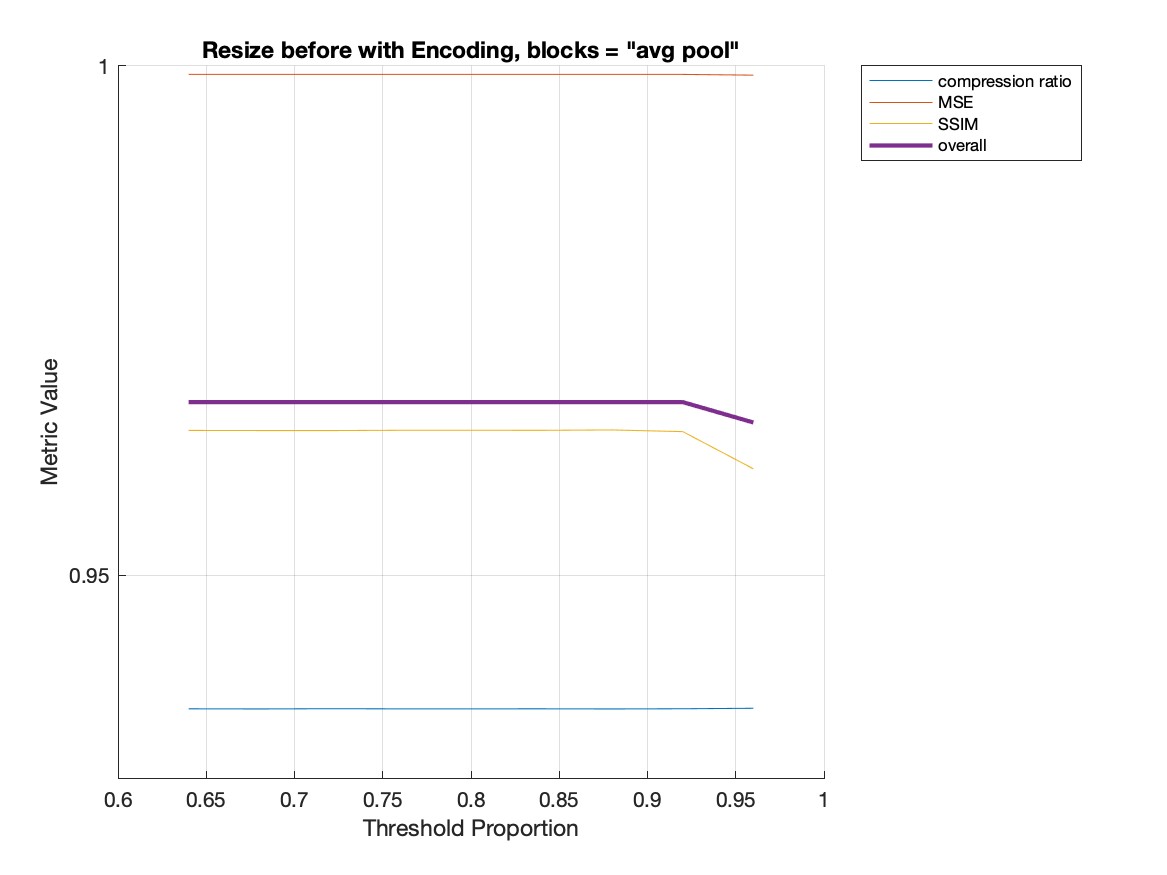 Resize before with Encoding, blocks = "avg pool"
1
0.95
Metric Value
0.6 0.65 0.7 0.75 0.8 0.85 0.9 0.95 1
Threshold Proportion
compression ratio
MSE
SSIM
overall